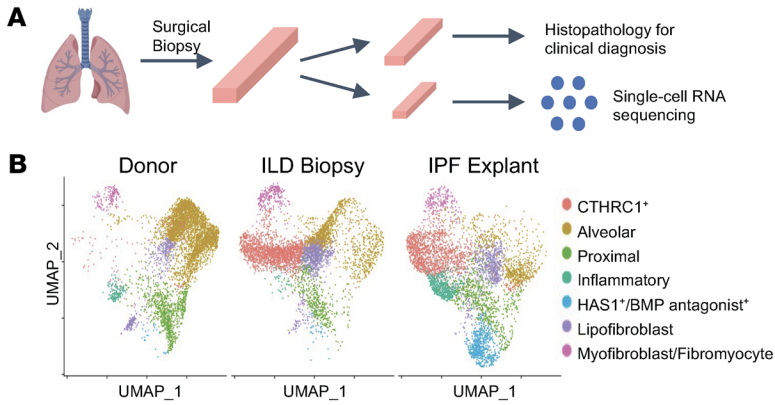 A
Surgical
Biopsy
Histopathology for
clinical diagnosis
Single-cell RNA
sequencing
B
Donor
ILD Biopsy
IPF Explant
UMAP_2
UMAP_1
UMAP_1
UMAP_1
CTHRC1⁺
Alveolar
Proximal
Inflammatory
HAS1⁺/BMP antagonist⁺
Lipofibroblast
Myofibroblast/Fibromyocyte